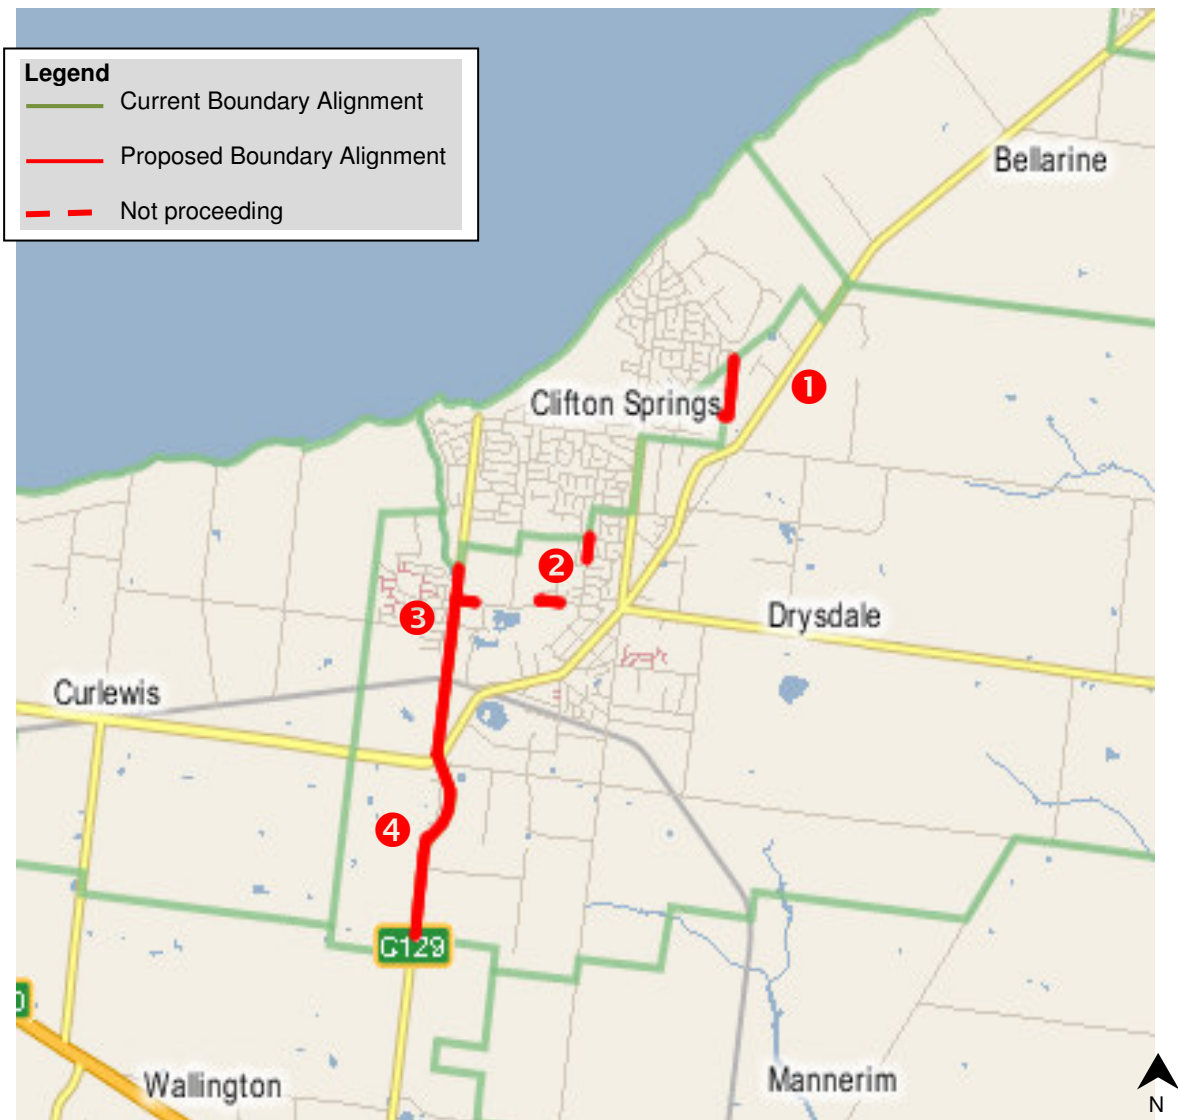 Legend
Current Boundary Alignment
Proposed Boundary Alignment
Not proceeding
Bellarine
1
Clifton Springs
2
3
Drysdale
Curlewis
4
C129
0
Wallington
Mannerim
N